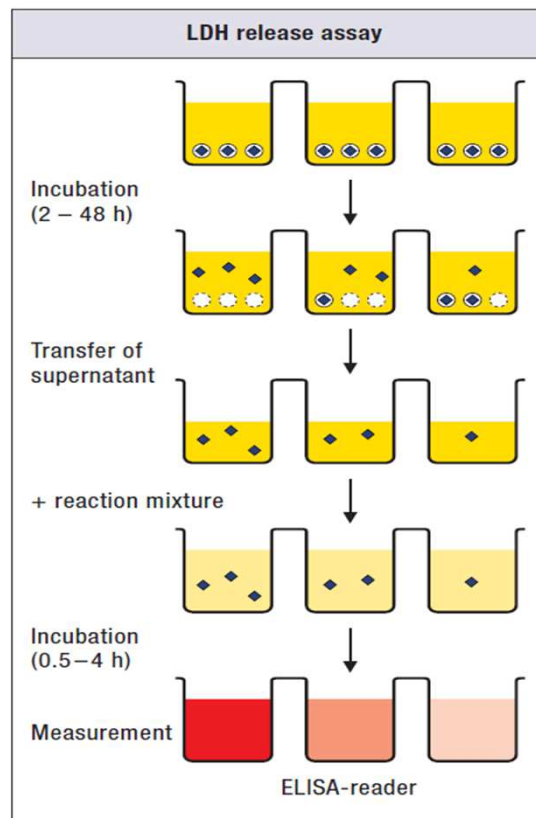 LDH release assay
Incubation
(2 – 48 h)
Transfer of
supernatant
+ reaction mixture
Incubation
(0.5–4 h)
Measurement
ELISA-reader